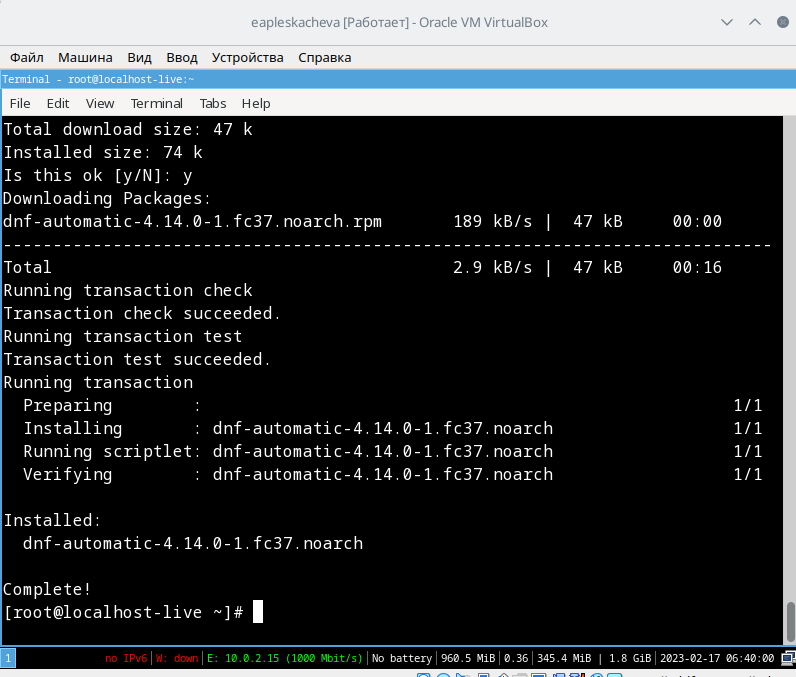 eapleskacheva [Работает] - Oracle VM VirtualBox
Файл Машина Вид Ввод Устройства Справка
Terminal - root@localhost-live:~
File Edit View Terminal Tabs Help
Total download size: 47 k
Installed size: 74 k
Is this ok [y/N]: y
Downloading Packages:
dnf-automatic-4.14.0-1.fc37.noarch.rpm 189 kB/s | 47 kB 00:00
--------------------------------------------------------------------------------
Total 2.9 kB/s | 47 kB 00:16
Running transaction check
Transaction check succeeded.
Running transaction test
Transaction test succeeded.
Running transaction
Preparing : 1/1
Installing : dnf-automatic-4.14.0-1.fc37.noarch 1/1
Running scriptlet: dnf-automatic-4.14.0-1.fc37.noarch 1/1
Verifying : dnf-automatic-4.14.0-1.fc37.noarch 1/1
Installed:
dnf-automatic-4.14.0-1.fc37.noarch
Complete!
[root@localhost-live ~]#
1 no IPv6 | W: down | E: 10.0.2.15 (1000 Mbit/s) | No battery | 960.5 MiB | 0.36 | 345.4 MiB | 1.8 GiB | 2023-02-17 06:40:00